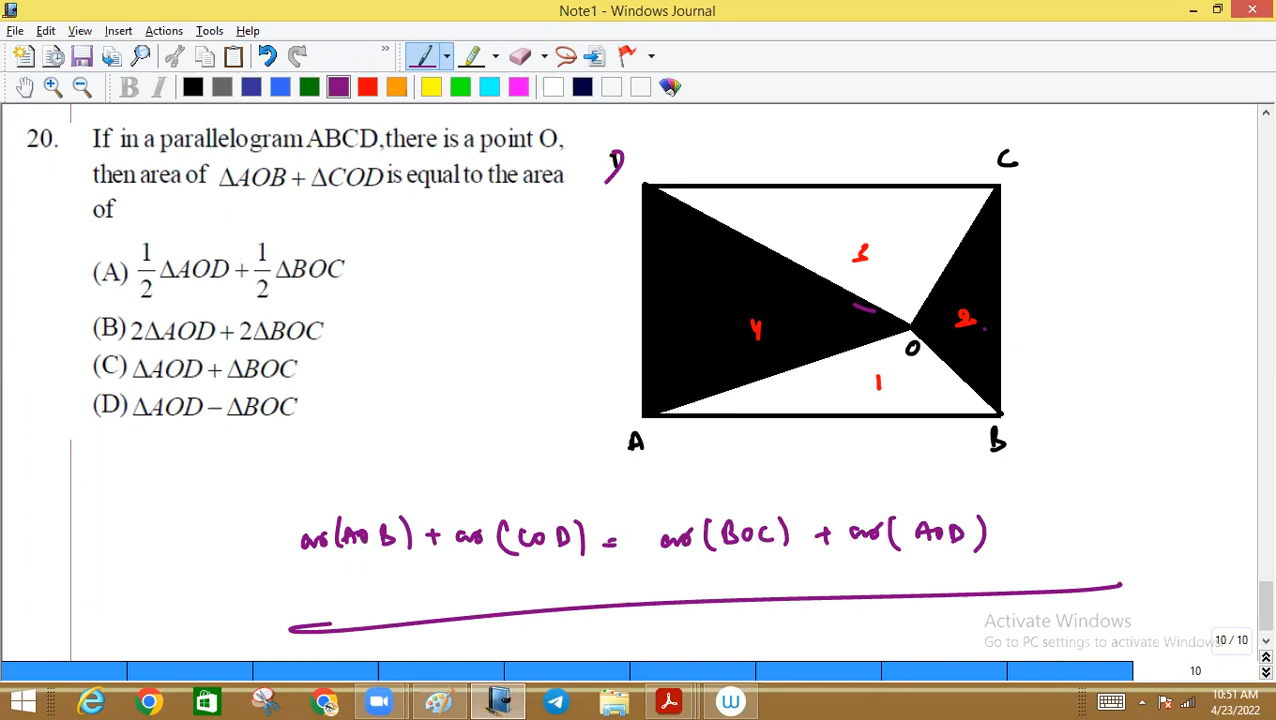 Note1 - Windows Journal
File Edit View Insert Actions Tools Help
20. If in a parallelogram ABCD, there is a point O,
then area of ΔAOB + ΔCOD is equal to the area
of
(A) 1/2 ΔAOD + 1/2 ΔBOC
(B) 2ΔAOD + 2ΔBOC
(C) ΔAOD + ΔBOC
(D) ΔAOD − ΔBOC
D C
3
4 2
O
1
A B
ar(AOB) + ar(COD) = ar(BOC) + ar(AOD)
Activate Windows
Go to PC settings to activate Windows.
10 / 10
10
10:51 AM
4/23/2022